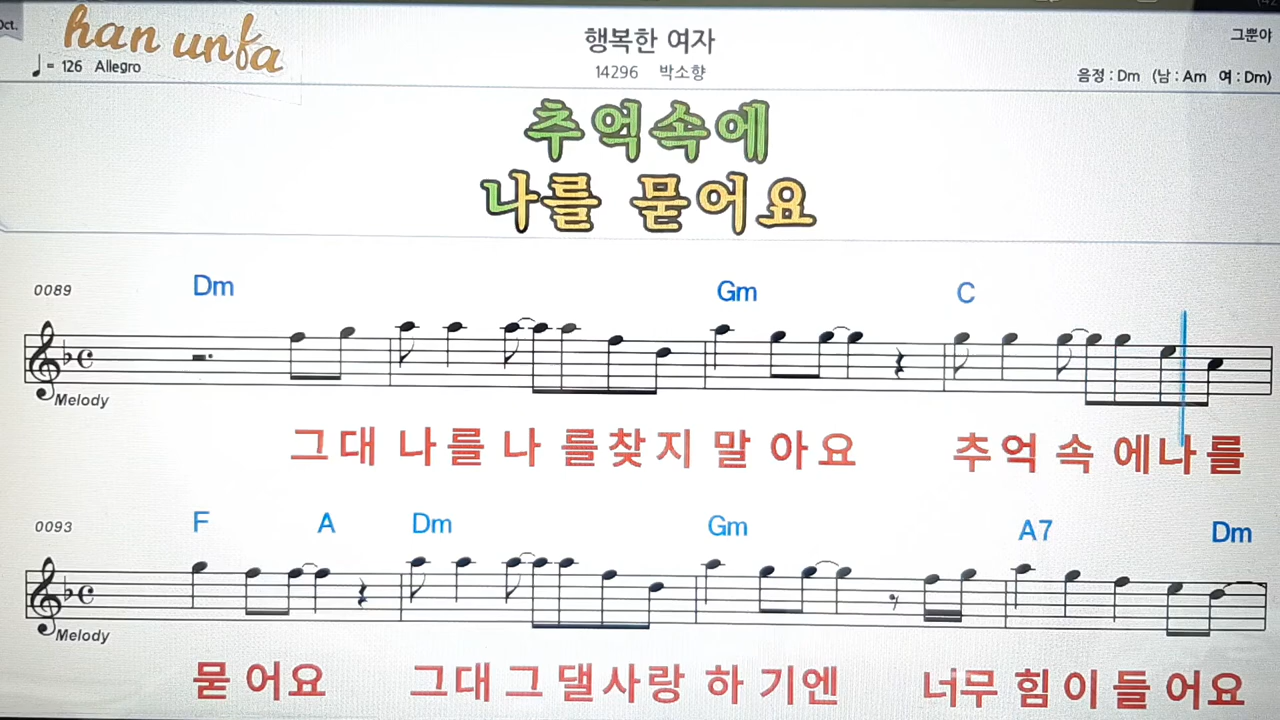 Oct.
han unfa
♩= 126 Allegro
행복한 여자
14296 박소향
그뿐야
음정 : Dm (남 : Am 여 : Dm)
추억속에
나를 묻어요
0089
Dm Gm C
Melody
그대 나를나 를찾지 말 아요 추억속 에나를
0093
F A Dm Gm A7 Dm
Melody
묻 어요 그대그 댈사랑 하 기엔 너무 힘이들 어요